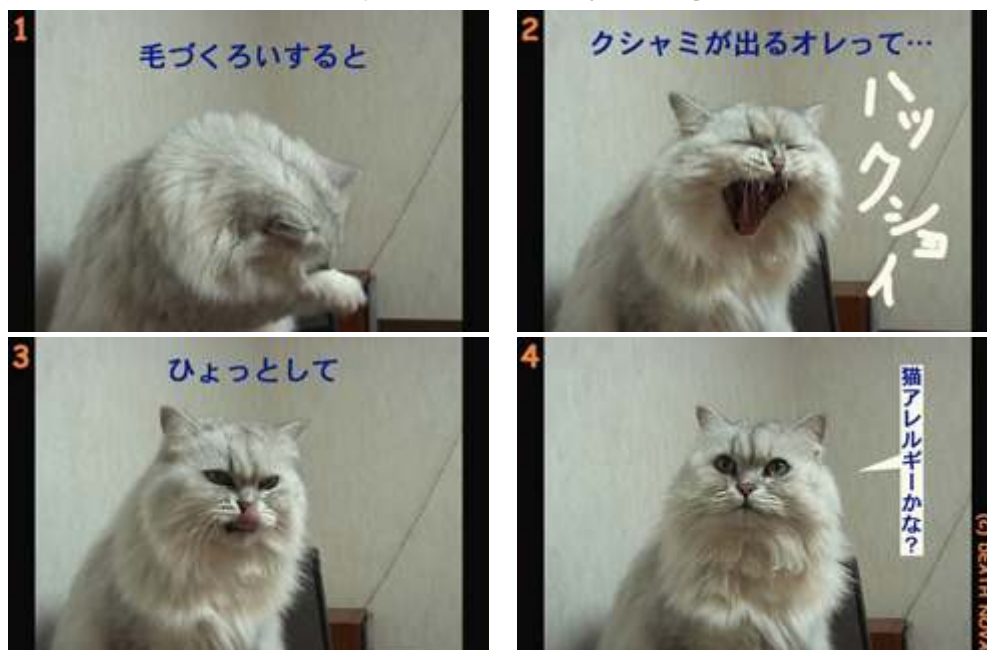 1
毛づくろいすると
2
クシャミが出るオレって…
ハックショイ
3
ひょっとして
4
猫アレルギーかな?
(C) DEATH NOVA